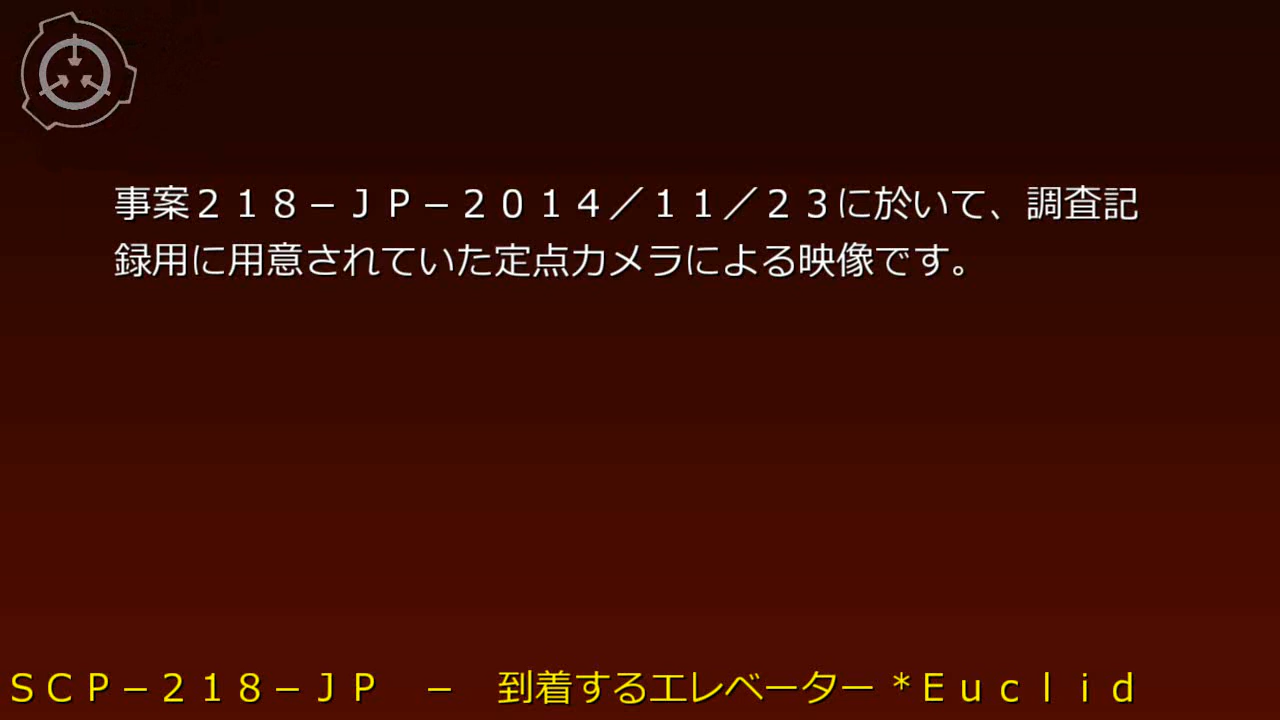 事案２１８－ＪＰ－２０１４／１１／２３に於いて、調査記
録用に用意されていた定点カメラによる映像です。
ＳＣＰ－２１８－ＪＰ　－　到着するエレベーター ＊Ｅｕｃｌｉｄ